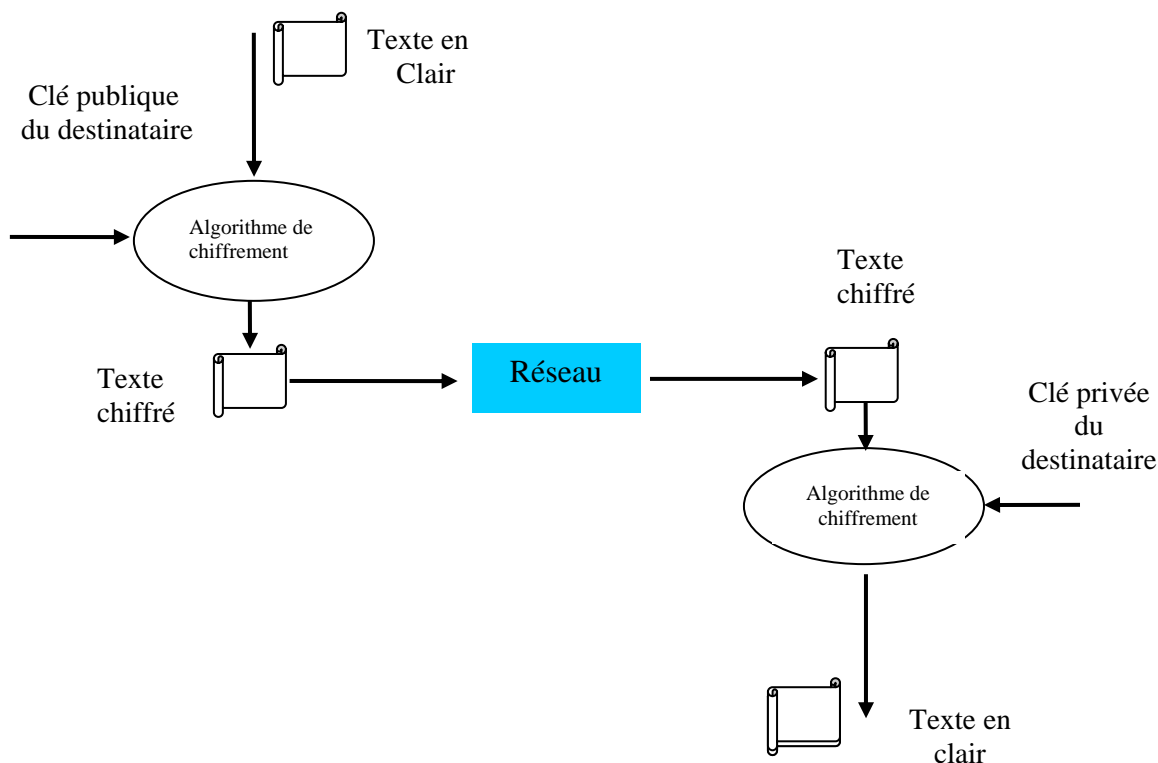 Texte en
Clair
Clé publique
du destinataire
Algorithme de
chiffrement
Texte
chiffré
Réseau
Texte
chiffré
Clé privée
du
destinataire
Algorithme de
chiffrement
Texte en
clair